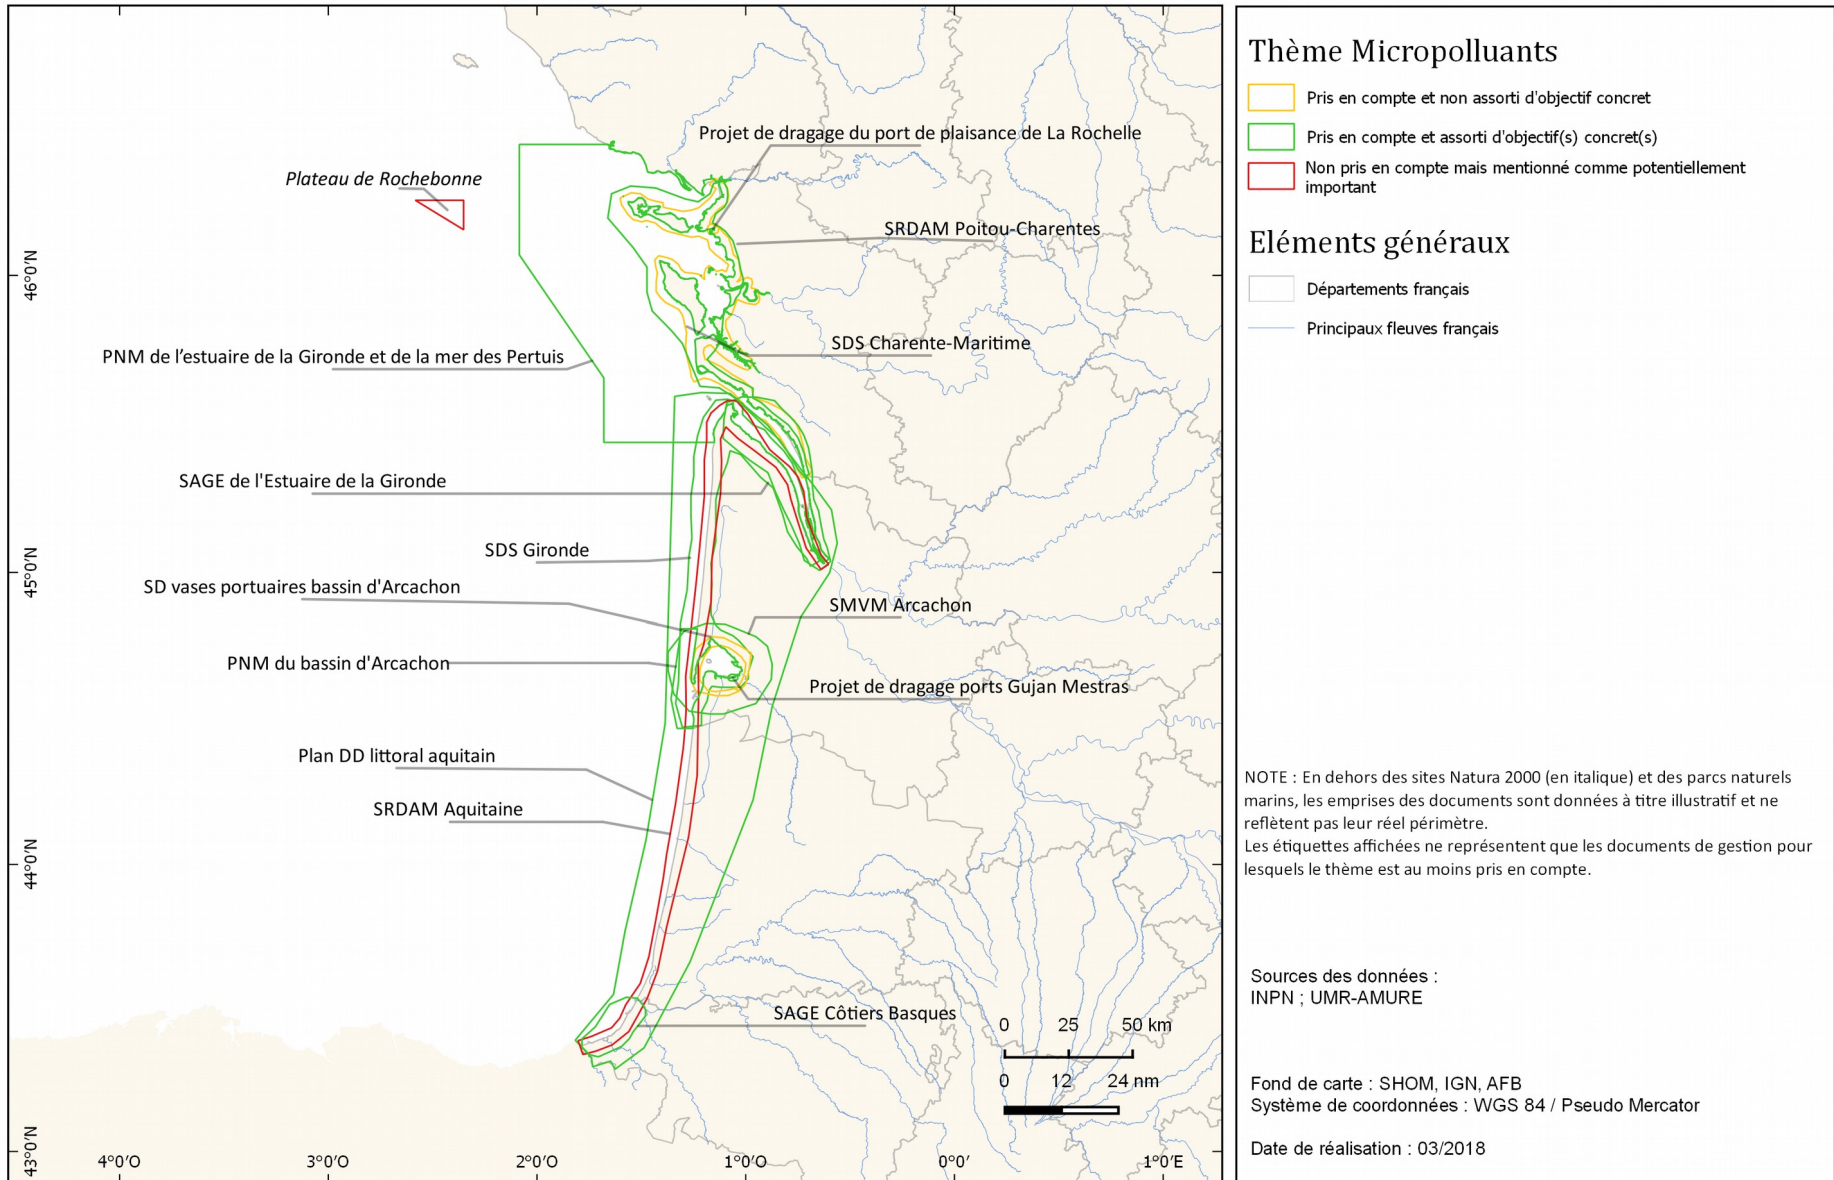 Projet de dragage du port de plaisance de La Rochelle
Plateau de Rochebonne
SRDAM Poitou-Charentes
46°0'N
SDS Charente-Maritime
PNM de l'estuaire de la Gironde et de la mer des Pertuis
SAGE de l'Estuaire de la Gironde
SDS Gironde
45°0'N
SD vases portuaires bassin d'Arcachon
SMVM Arcachon
PNM du bassin d'Arcachon
Projet de dragage ports Gujan Mestras
Plan DD littoral aquitain
SRDAM Aquitaine
44°0'N
SAGE Côtiers Basques
0 25 50 km
0 12 24 nm
43°0'N
4°0'O 3°0'O 2°0'O 1°0'O 0°0' 1°0'E
Thème Micropolluants
Pris en compte et non assorti d'objectif concret
Pris en compte et assorti d'objectif(s) concret(s)
Non pris en compte mais mentionné comme potentiellement
important
Eléments généraux
Départements français
Principaux fleuves français
NOTE : En dehors des sites Natura 2000 (en italique) et des parcs naturels
marins, les emprises des documents sont données à titre illustratif et ne
reflètent pas leur réel périmètre.
Les étiquettes affichées ne représentent que les documents de gestion pour
lesquels le thème est au moins pris en compte.
Sources des données :
INPN ; UMR-AMURE
Fond de carte : SHOM, IGN, AFB
Système de coordonnées : WGS 84 / Pseudo Mercator
Date de réalisation : 03/2018